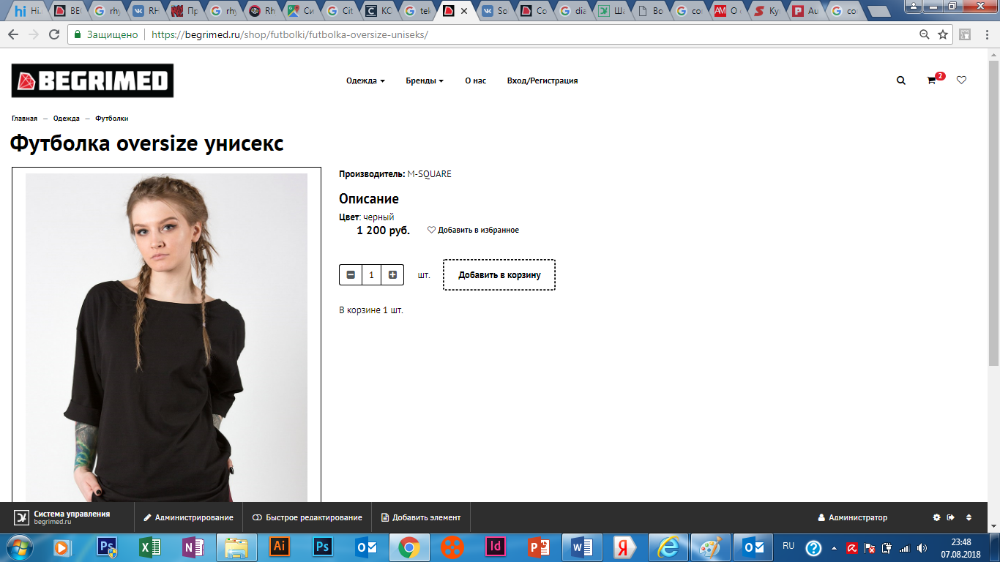 Hi.
BE
rhy
RH
Пр
rhy
Rh
Си
Cit
КО
tel
So
Co
dia
Ша
Bo
cor
О
Ку
Au
co
Защищено https://begrimed.ru/shop/futbolki/futbolka-oversize-uniseks/
BEGRIMED
Одежда Бренды О нас Вход/Регистрация 2
Главная — Одежда — Футболки
Футболка oversize унисекс
Производитель: M-SQUARE
Описание
Цвет: черный
1 200 руб. Добавить в избранное
1 шт. Добавить в корзину
В корзине 1 шт.
Система управления
begrimed.ru
Администрирование Быстрое редактирование Добавить элемент Администратор
RU 23:48
07.08.2018